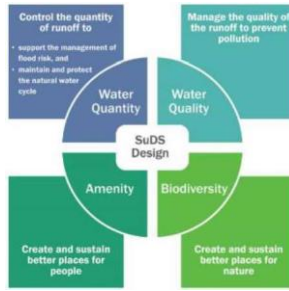 Control the quantity
of runoff to
• support the management of
flood risk, and
• maintain and protect
the natural water
cycle
Manage the quality of
the runoff to prevent
pollution
Water
Quantity
Water
Quality
SuDS
Design
Amenity
Biodiversity
Create and sustain
better places for
people
Create and sustain
better places for
nature